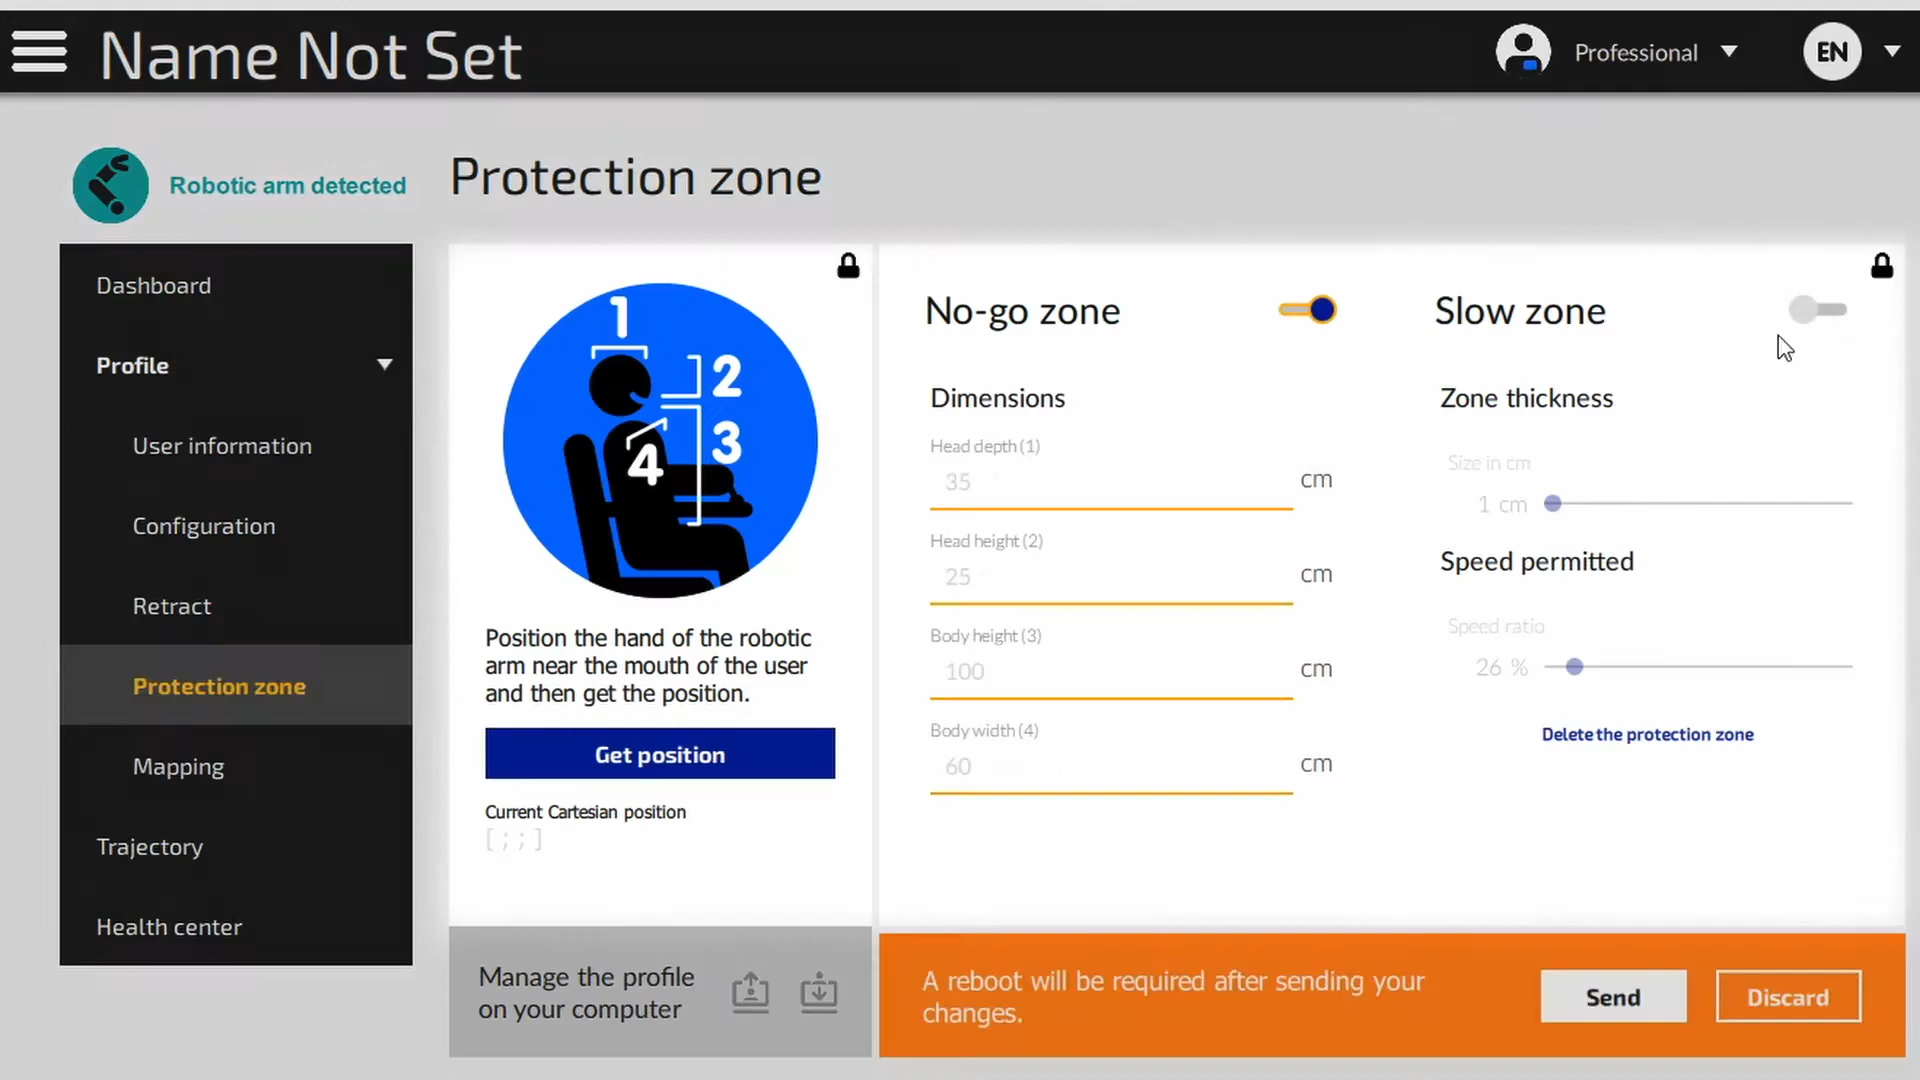 Name Not Set
Professional
EN
Robotic arm detected
Protection zone
Dashboard
Profile
User information
Configuration
Retract
Protection zone
Mapping
Trajectory
Health center
1
2
3
4
Position the hand of the robotic
arm near the mouth of the user
and then get the position.
Get position
Current Cartesian position
[ ; ; ]
Manage the profile
on your computer
No-go zone
Dimensions
Head depth (1)
35 cm
Head height (2)
25 cm
Body height (3)
100 cm
Body width (4)
60 cm
Slow zone
Zone thickness
Size in cm
1 cm
Speed permitted
Speed ratio
26 %
Delete the protection zone
A reboot will be required after sending your
changes.
Send
Discard